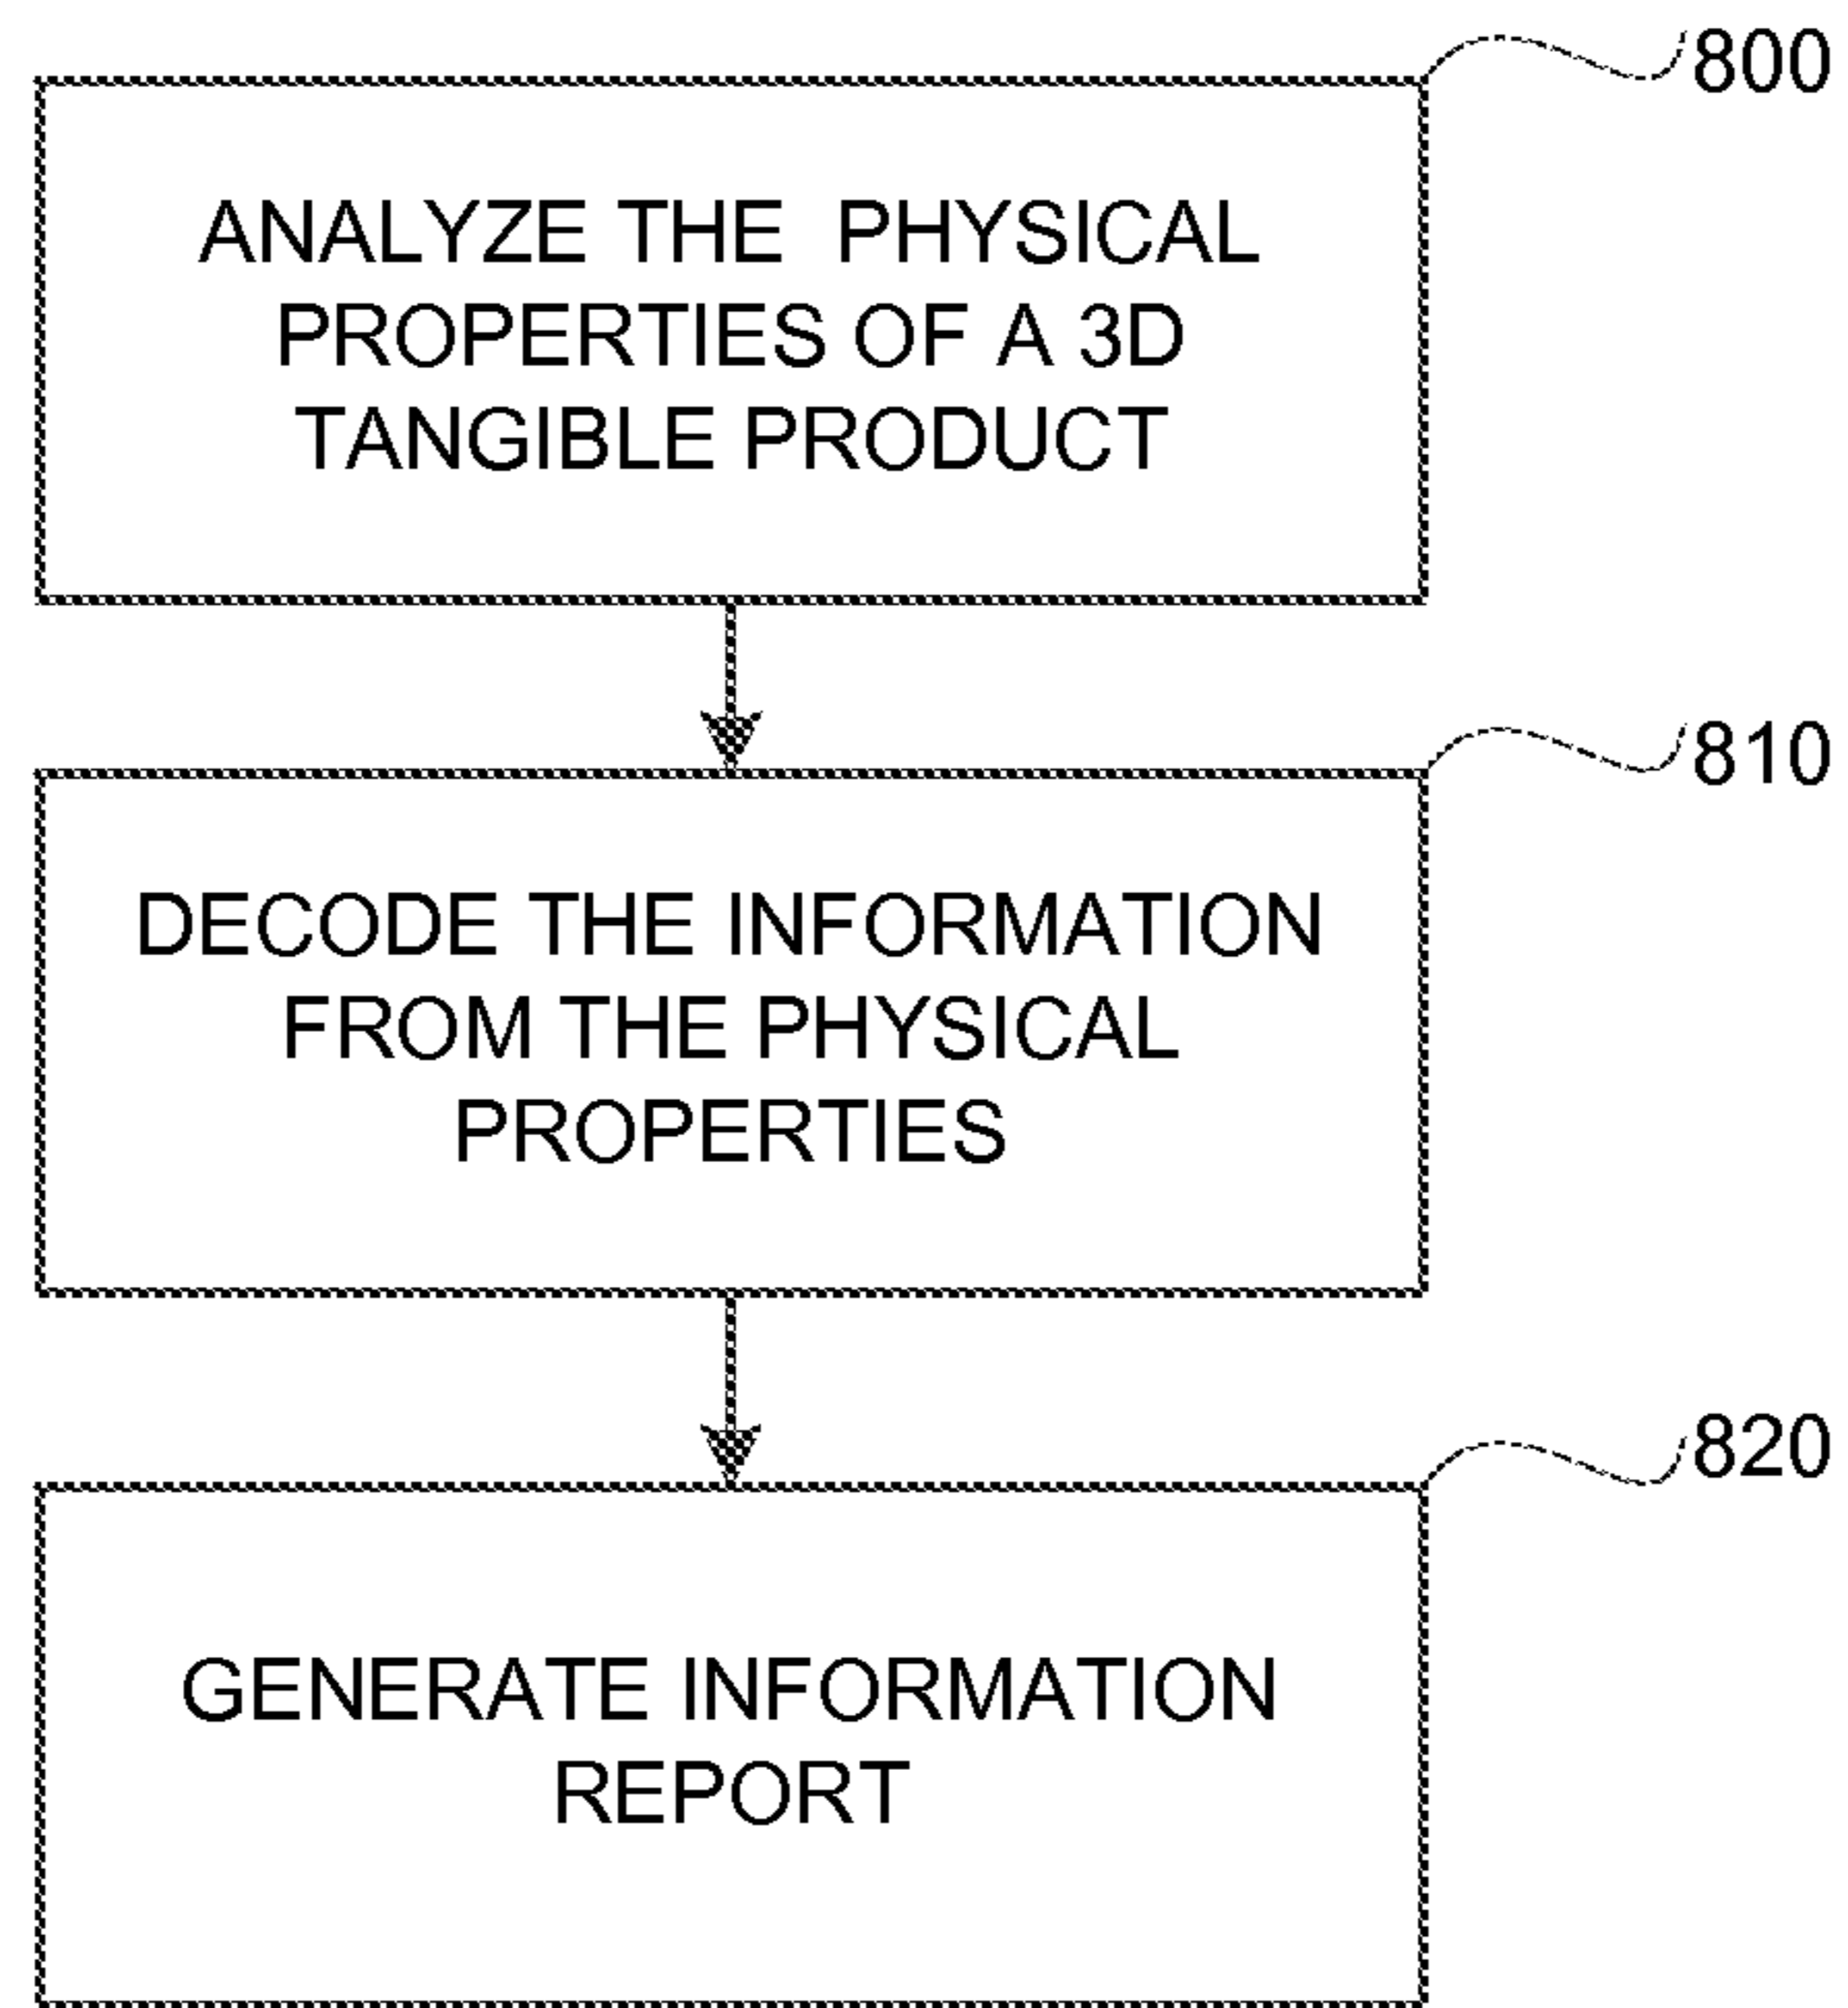 800
ANALYZE THE PHYSICAL
PROPERTIES OF A 3D
TANGIBLE PRODUCT
810
DECODE THE INFORMATION
FROM THE PHYSICAL
PROPERTIES
820
GENERATE INFORMATION
REPORT